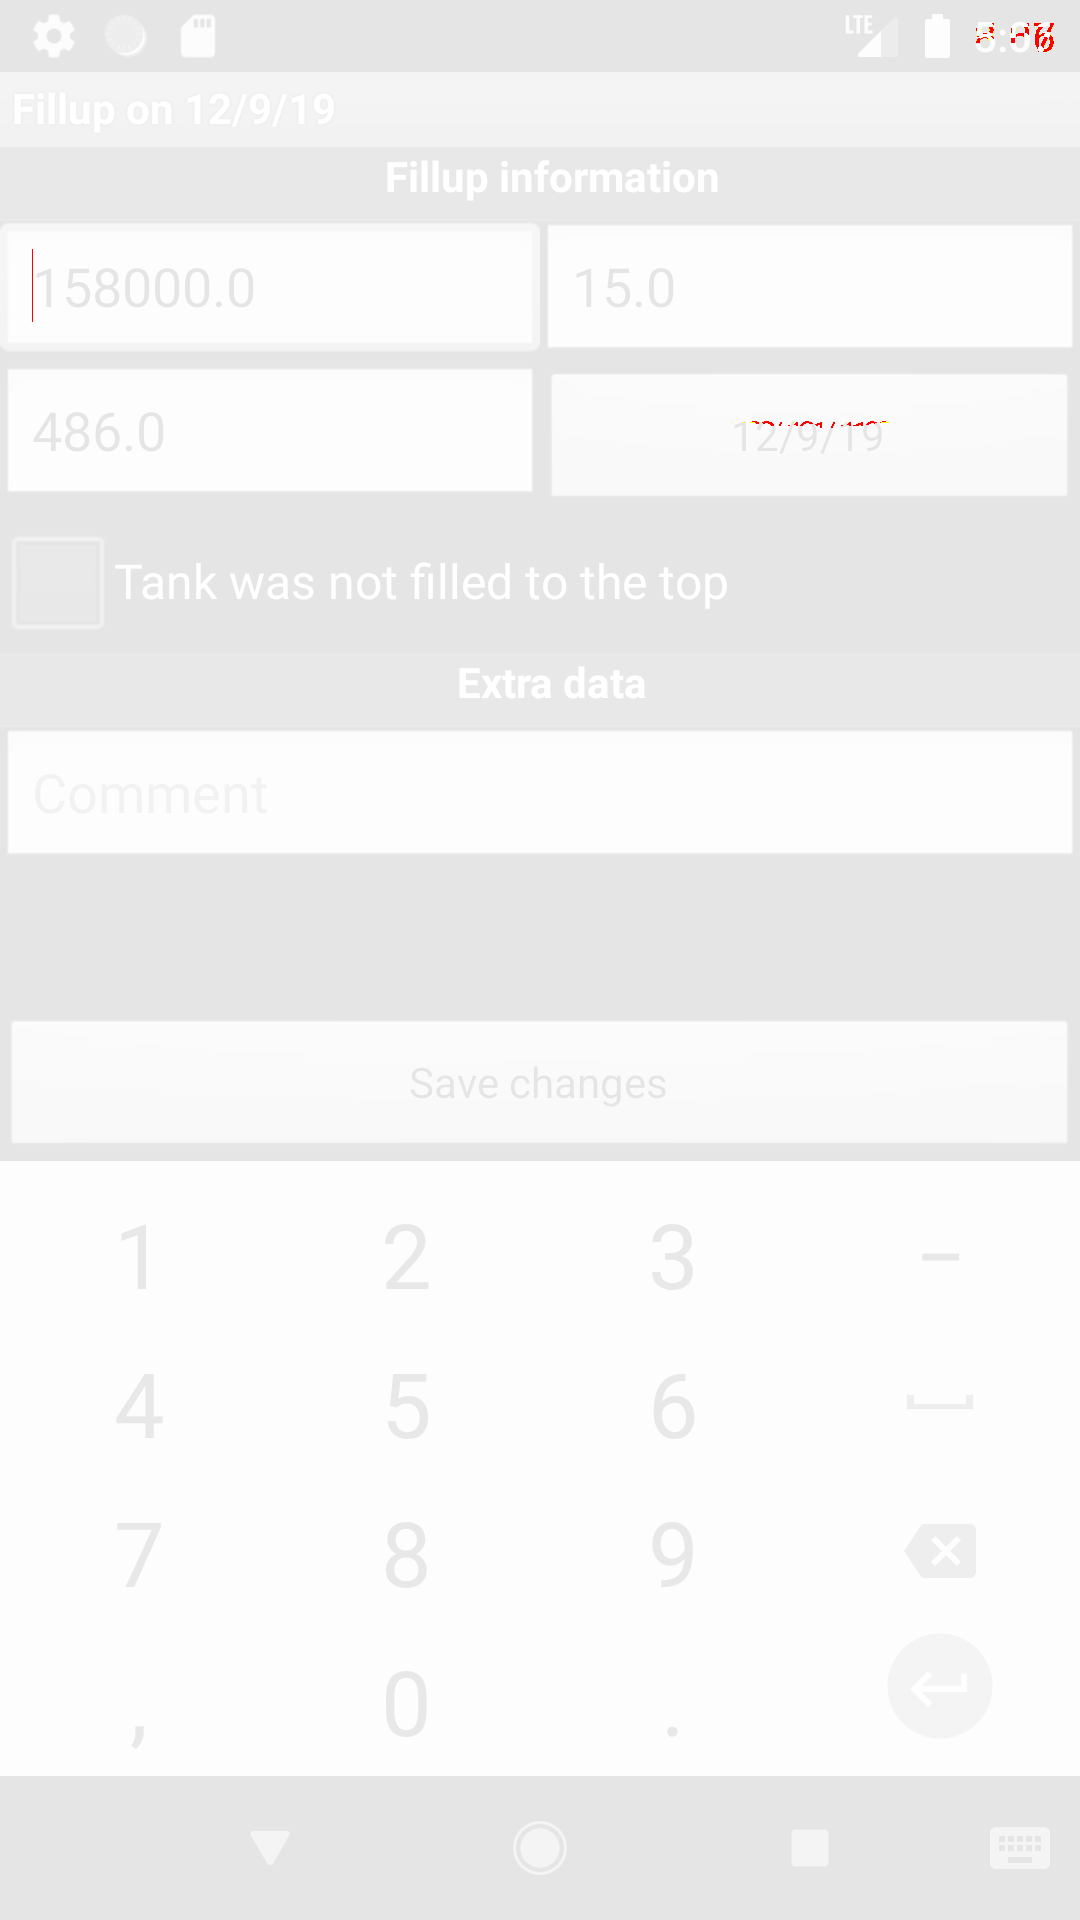 LTE
Fillup on 12/9/19
Fillup information
158000.0 15.0
486.0 12/9/19
Tank was not filled to the top
Extra data
Comment
Save changes
1 2 3 –
4 5 6
7 8 9
, 0 .